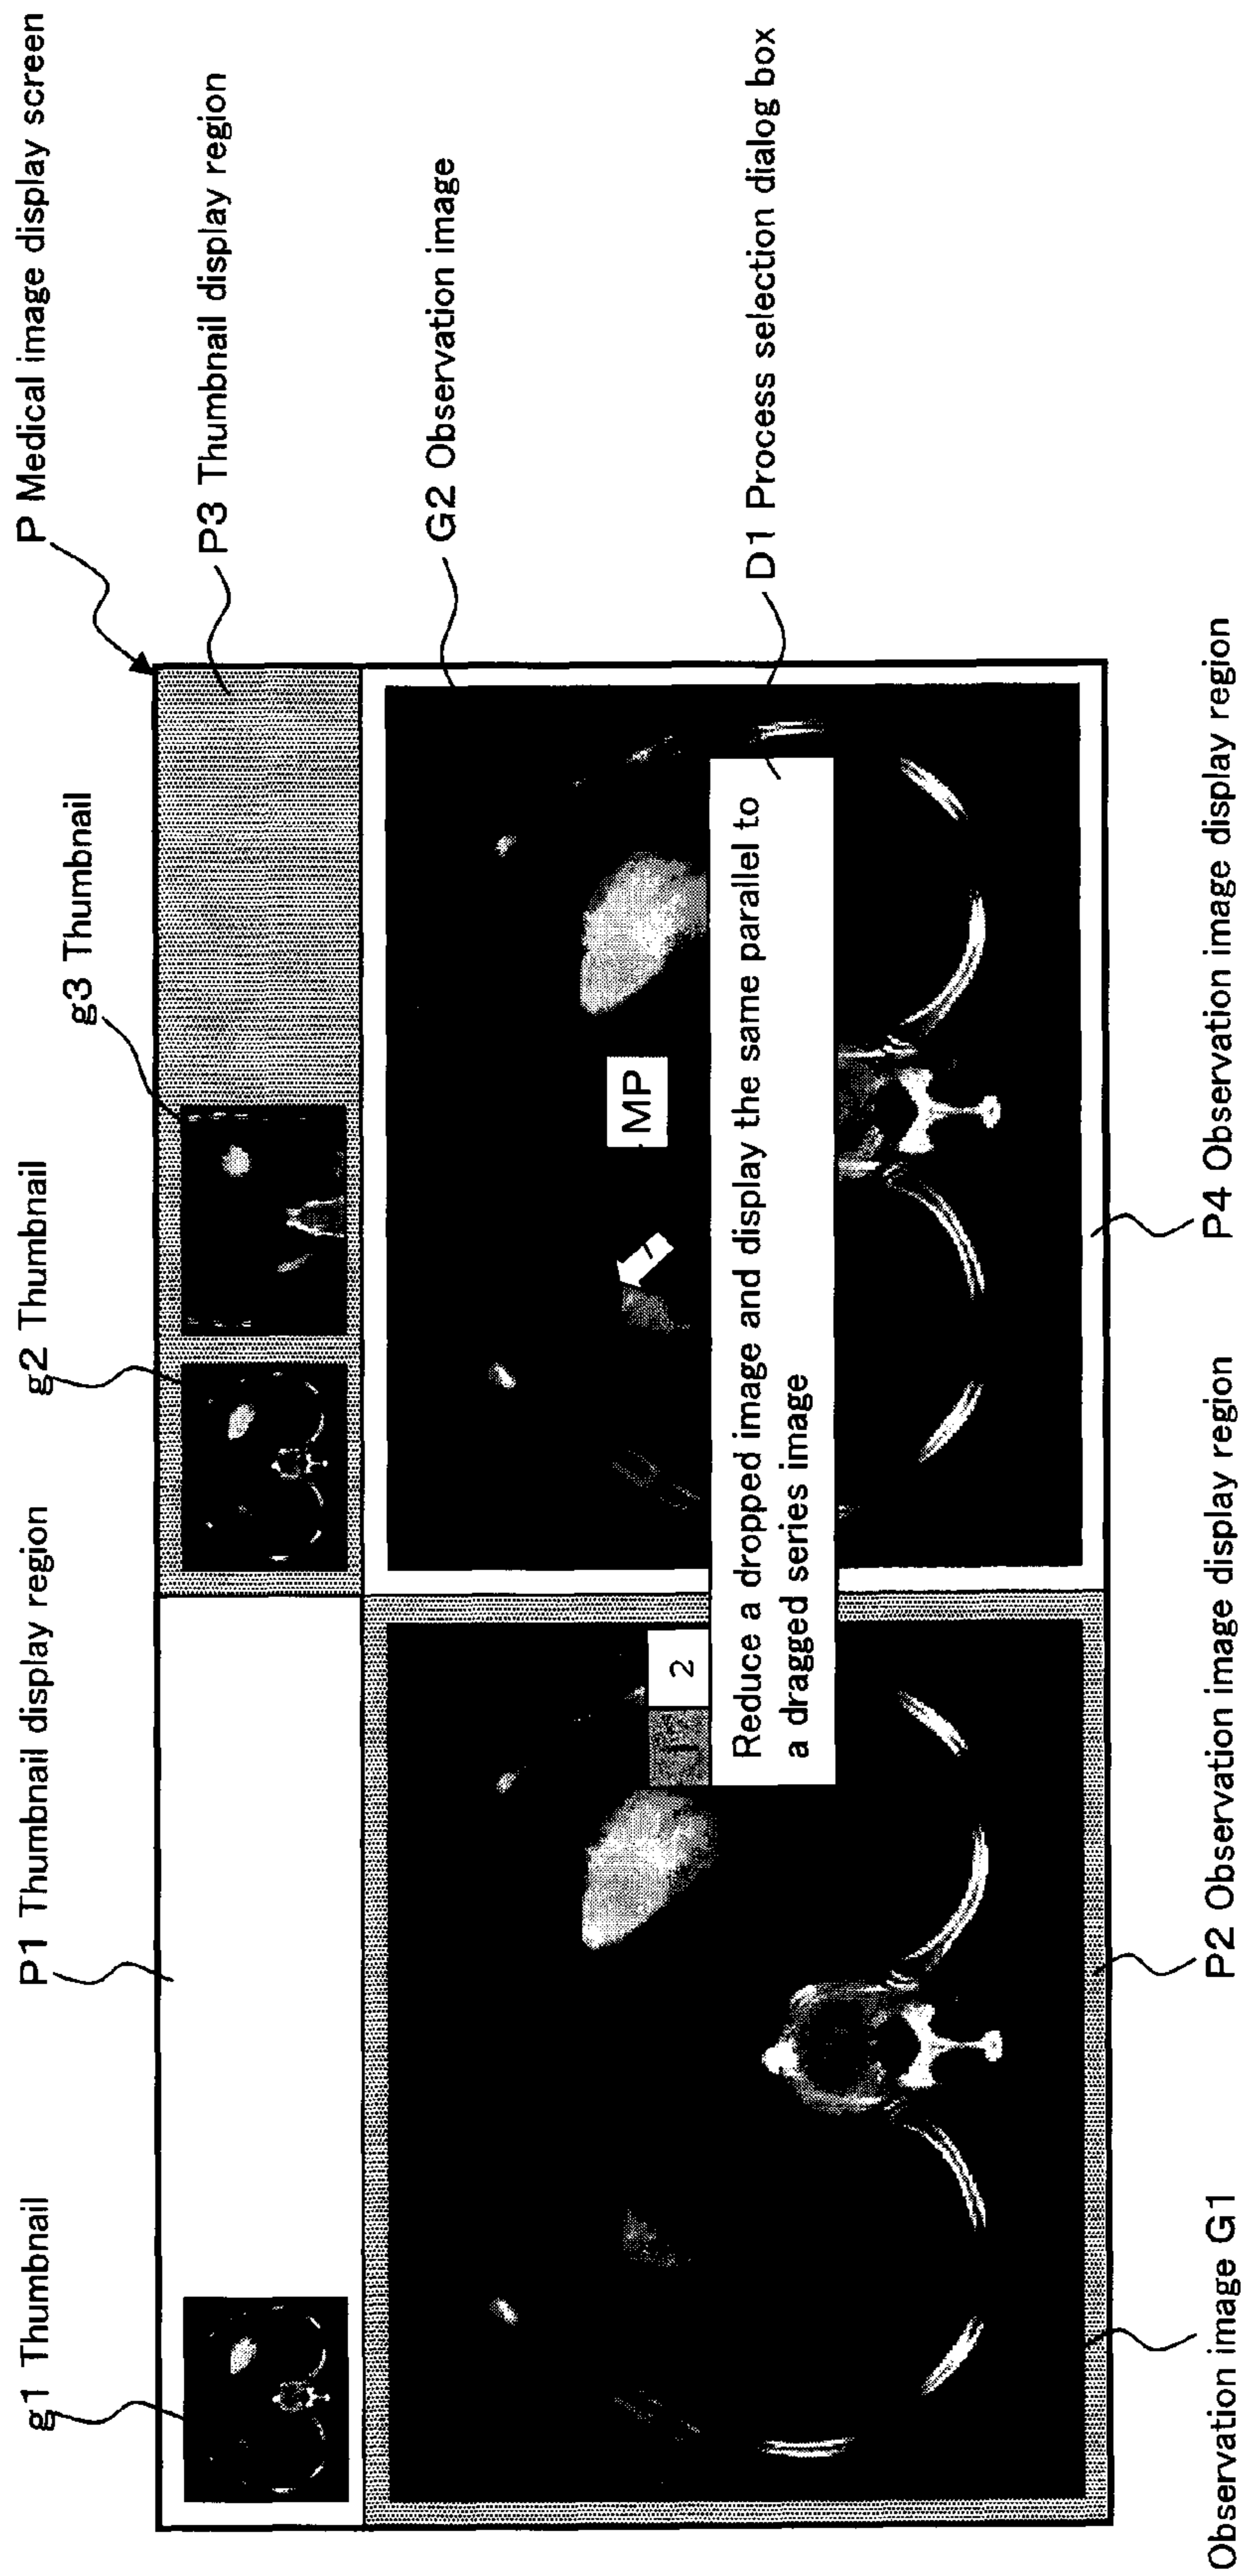 P Medical image display screen
P1 Thumbnail display region
g1 Thumbnail
g2 Thumbnail
g3 Thumbnail
P3 Thumbnail display region
G2 Observation image
MP
1
2
D1 Process selection dialog box
Reduce a dropped image and display the same parallel to
a dragged series image
Observation image G1
P2 Observation image display region
P4 Observation image display region